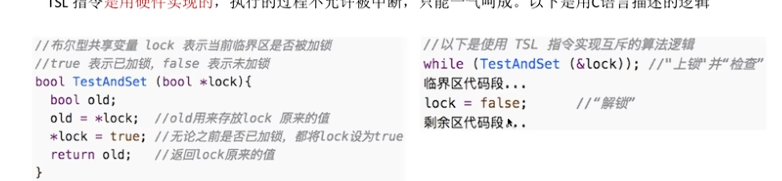 TSL 指令是用硬件实现的，执行的过程不允许被中断，只能一气呵成。以下是用C语言描述的逻辑
//布尔型共享变量 lock 表示当前临界区是否被加锁
//true 表示已加锁，false 表示未加锁
bool TestAndSet (bool *lock){
bool old;
old = *lock; //old用来存放lock 原来的值
*lock = true; //无论之前是否已加锁，都将lock设为true
return old; //返回lock原来的值
}
//以下是使用 TSL 指令实现互斥的算法逻辑
while (TestAndSet (&lock)); //"上锁"并"检查"
临界区代码段...
lock = false; //"解锁"
剩余区代码段...